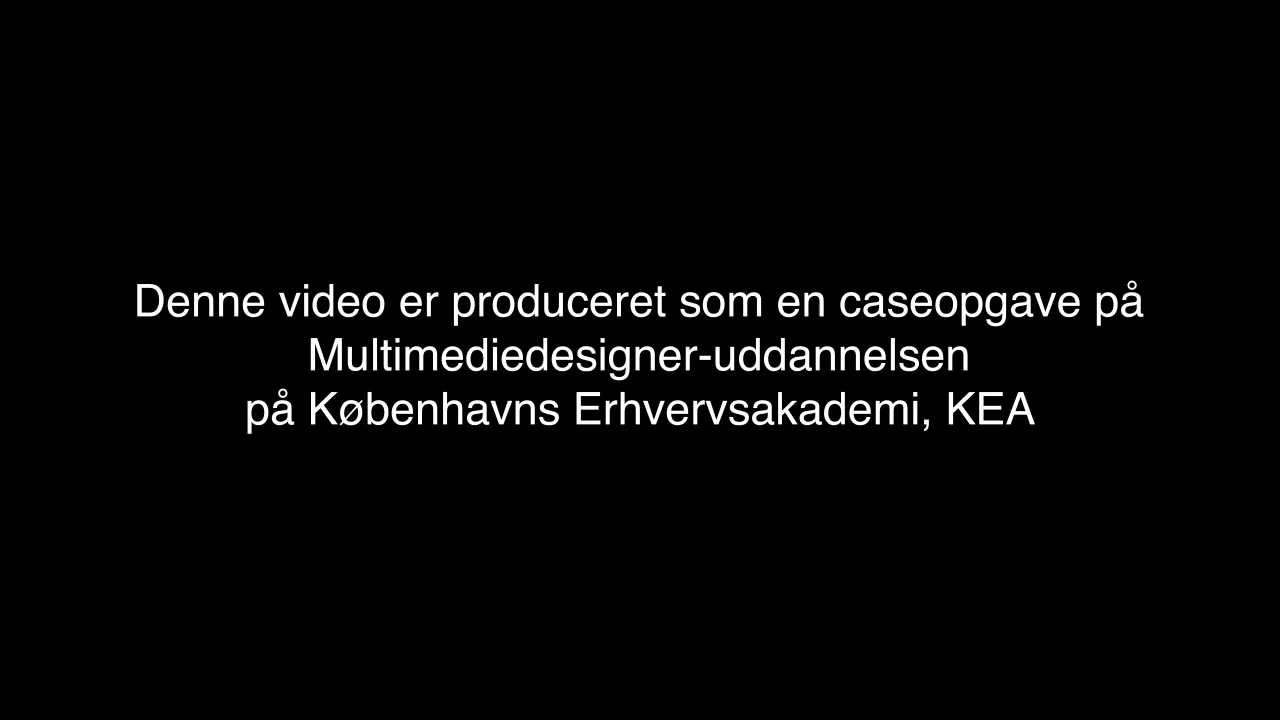 Denne video er produceret som en caseopgave på
Multimediedesigner-uddannelsen
på Københavns Erhvervsakademi, KEA